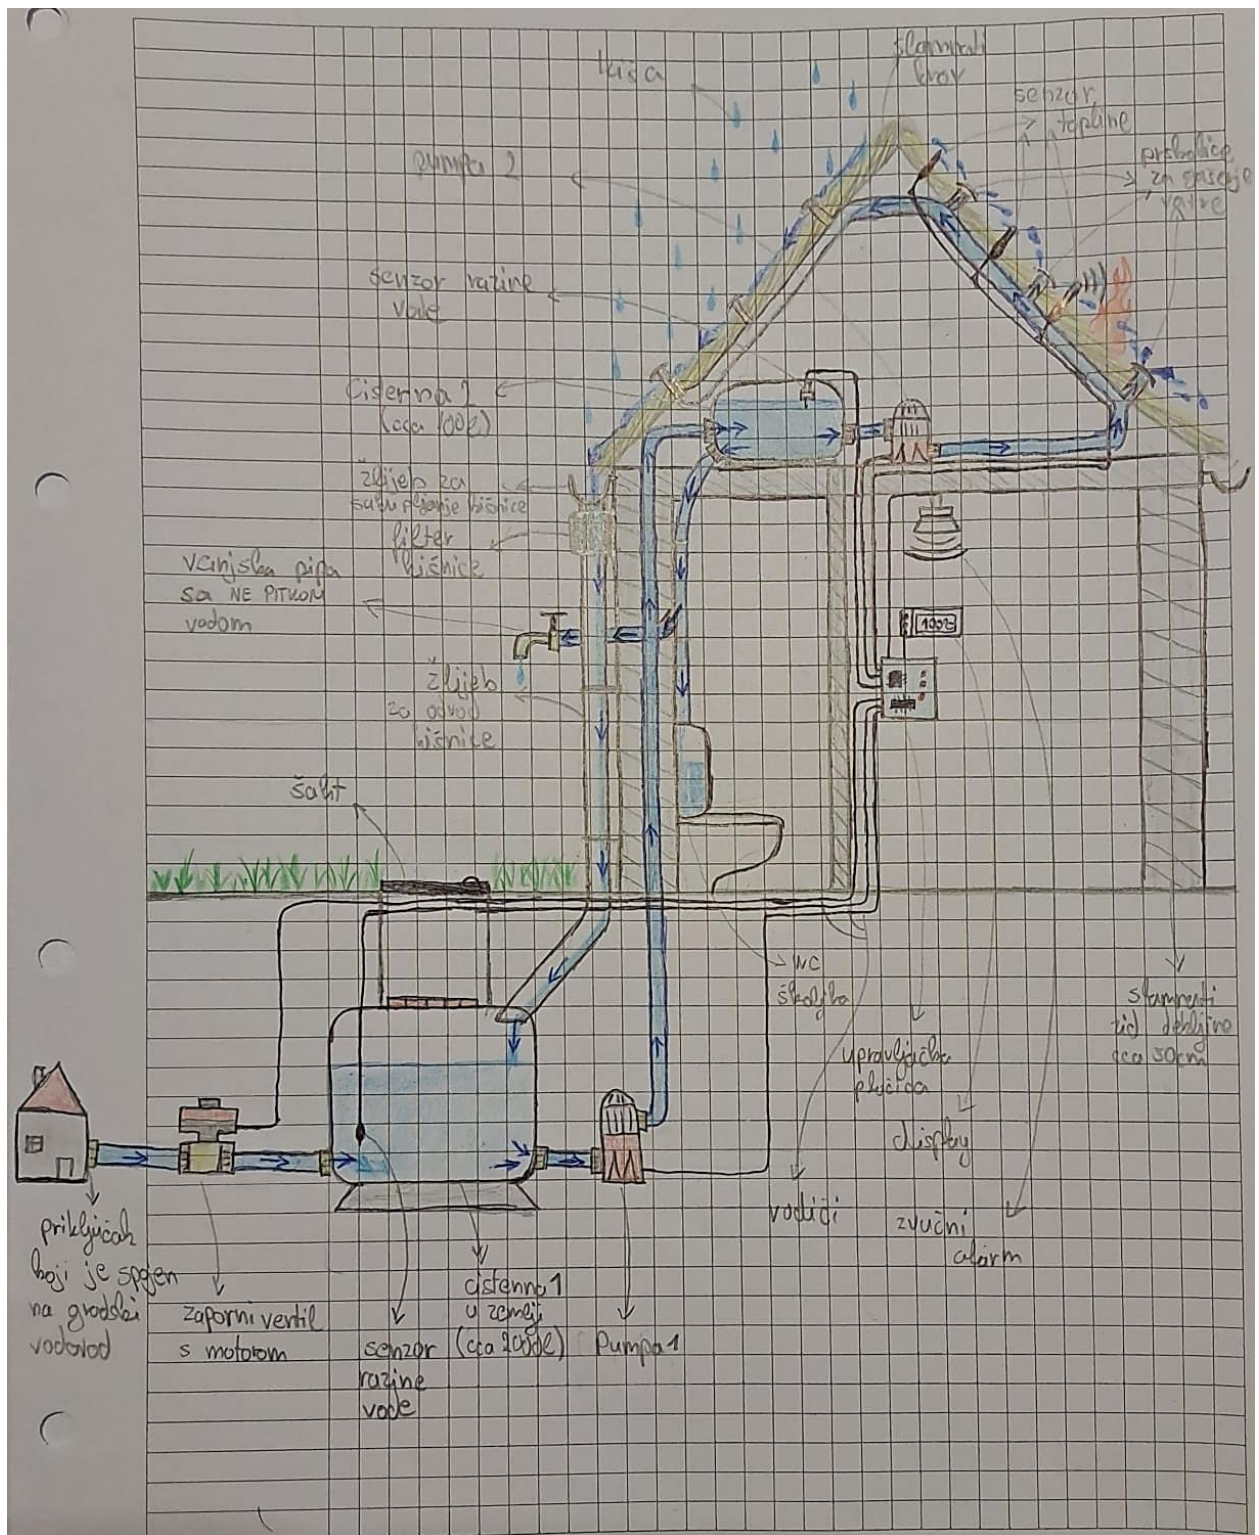 kiša
slamnati
krov
senzor
topline
pumpa 2
prskalice
za gašenje
vatre
senzor razine
vode
Cisterna 2
(cca 100l)
žlijeb za
sakupljanje kišnice
filter
kišnice
vanjska pipa
sa NE PITKOM
vodom
100%
žlijeb
za odvod
kišnice
šaht
WC
školjka
slamnati
zid debljine
cca 50cm
upravljačka
pločica
display
vodiči
zvučni
alarm
priključak
koji je spojen
na gradski
vodovod
zaporni ventil
s motorom
senzor
razine
vode
cisterna 1
u zemlji
(cca 2000l)
Pumpa 1